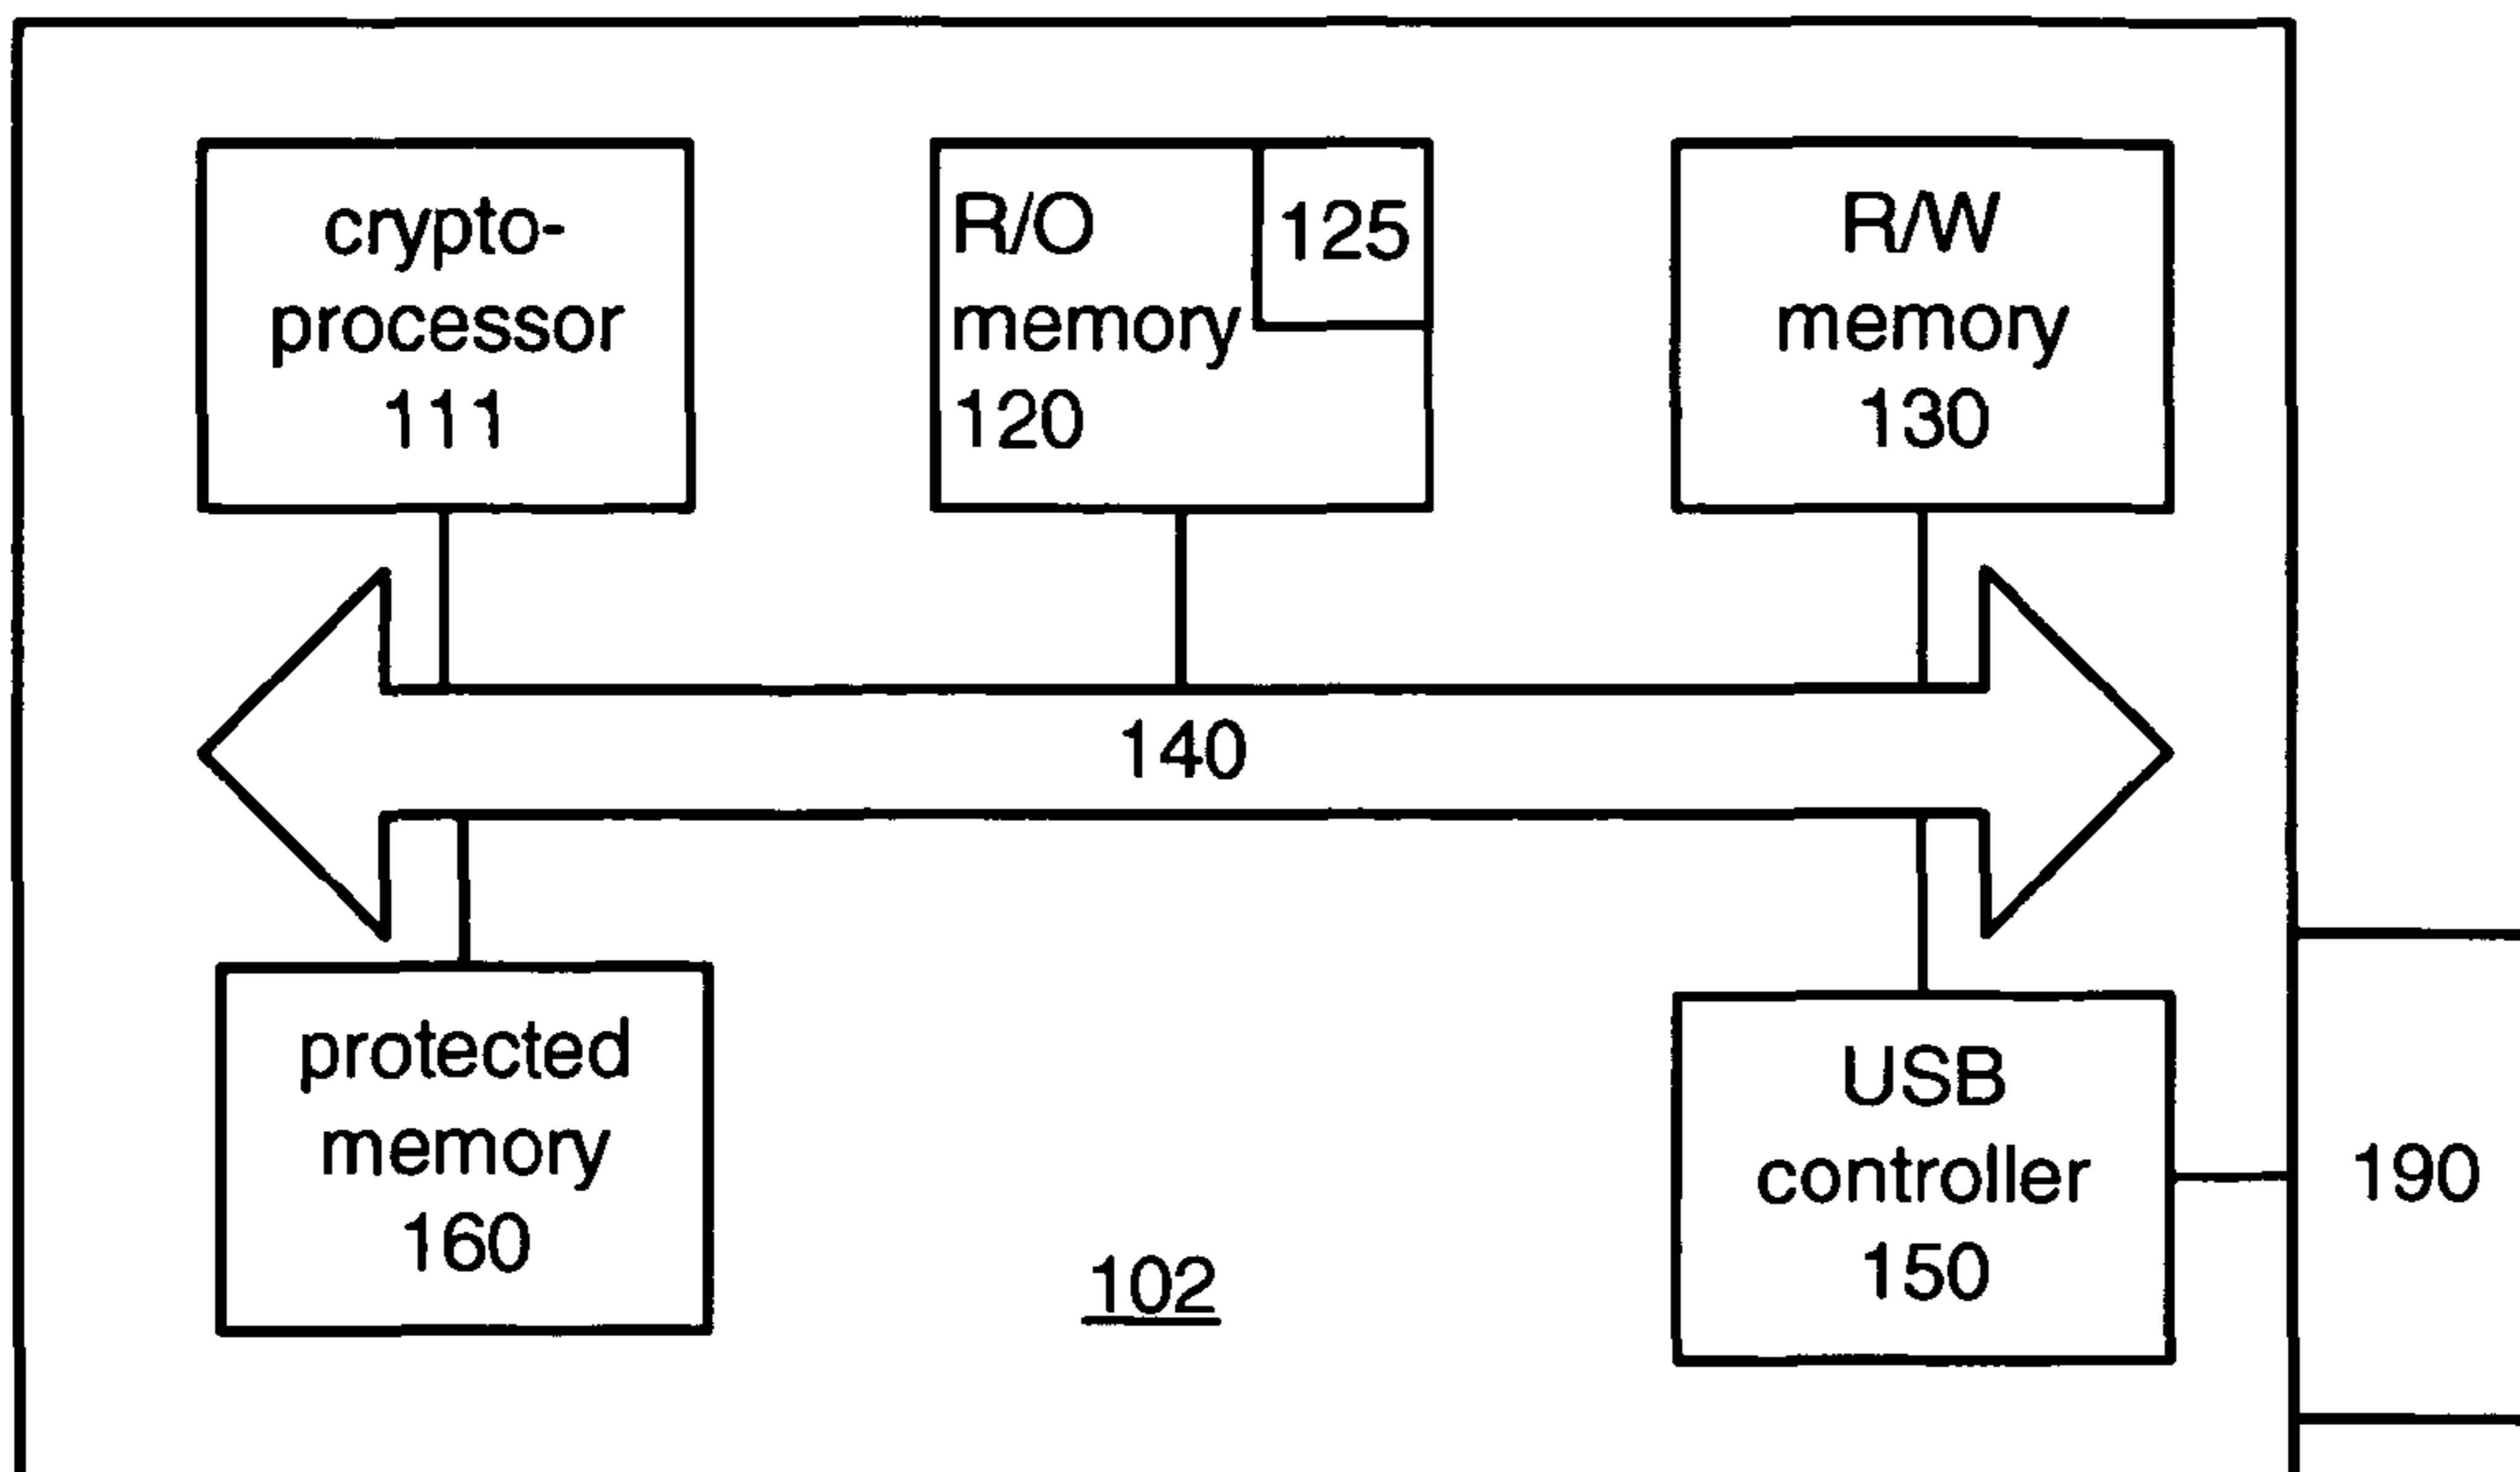 crypto-
processor
111
R/O
memory
120
125
R/W
memory
130
140
protected
memory
160
102
USB
controller
150
190